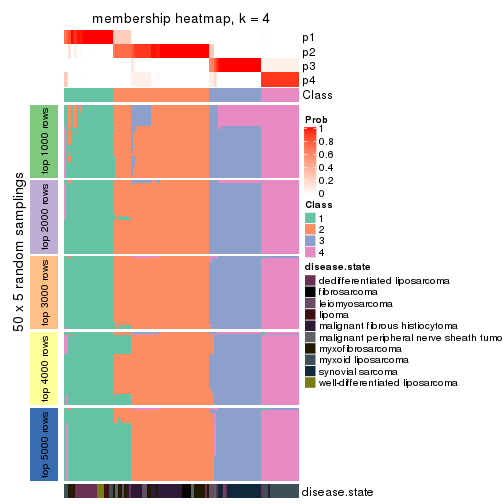 membership heatmap, k = 4
p1
p2
p3
p4
Class
50 x 5 random samplings
top 1000 rows
top 2000 rows
top 3000 rows
top 4000 rows
top 5000 rows
Prob
1
0.8
0.6
0.4
0.2
0
Class
1
2
3
4
disease.state
dedifferentiated liposarcoma
fibrosarcoma
leiomyosarcoma
lipoma
malignant fibrous histiocytoma
malignant peripheral nerve sheath tumo
myxofibrosarcoma
myxoid liposarcoma
synovial sarcoma
well-differentiated liposarcoma
disease.state